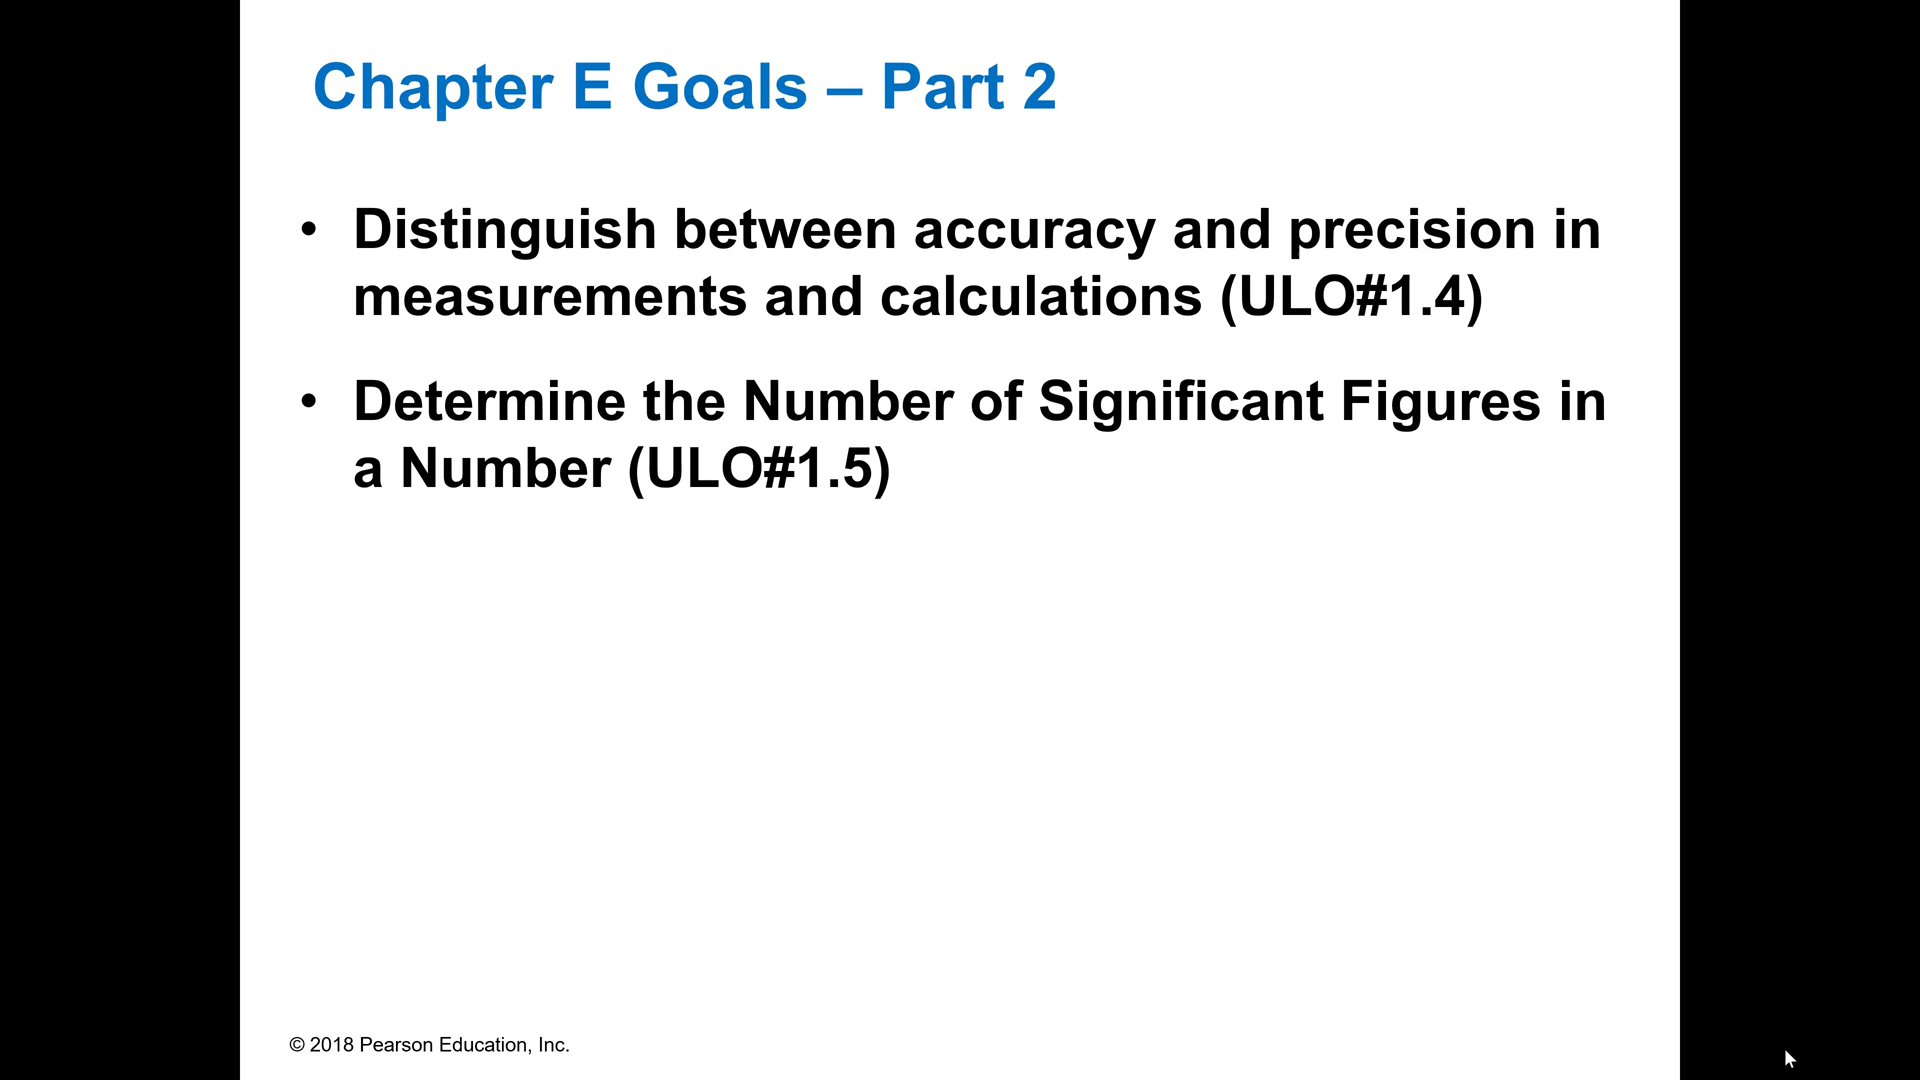 Chapter E Goals – Part 2
• Distinguish between accuracy and precision in
measurements and calculations (ULO#1.4)
• Determine the Number of Significant Figures in
a Number (ULO#1.5)
© 2018 Pearson Education, Inc.